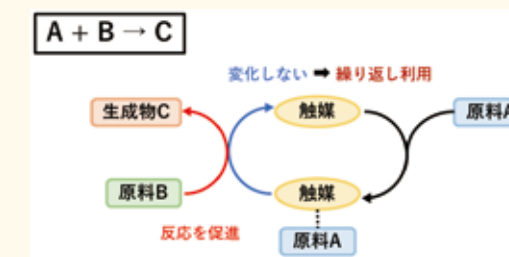 A + B → C
変化しない ➡ 繰り返し利用
生成物C
触媒
原料A
原料B
触媒
反応を促進
原料A